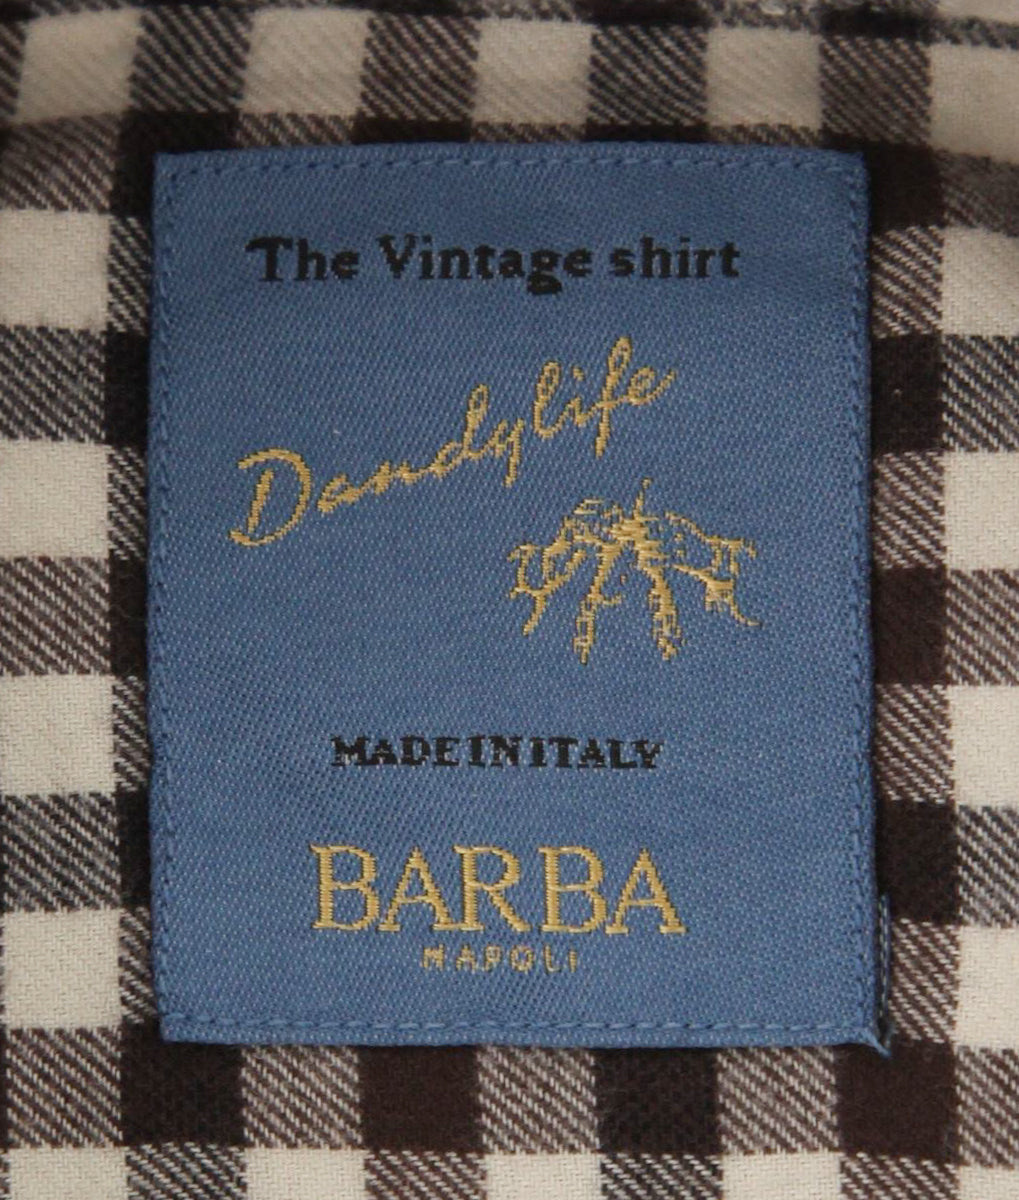 The Vintage shirt
Dandylife
MADE IN ITALY
BARBA
NAPOLI